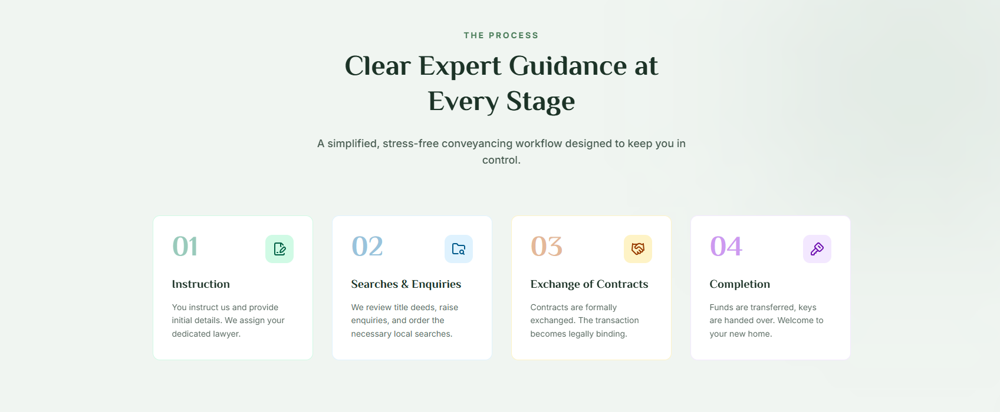 THE PROCESS
Clear Expert Guidance at
Every Stage
A simplified, stress-free conveyancing workflow designed to keep you in
control.
01
Instruction
You instruct us and provide
initial details. We assign your
dedicated lawyer.
02
Searches & Enquiries
We review title deeds, raise
enquiries, and order the
necessary local searches.
03
Exchange of Contracts
Contracts are formally
exchanged. The transaction
becomes legally binding.
04
Completion
Funds are transferred, keys
are handed over. Welcome to
your new home.